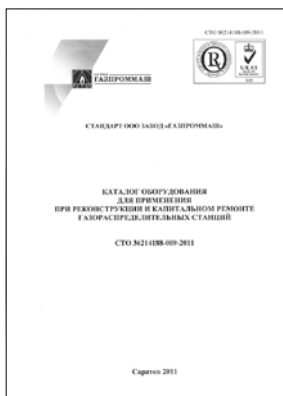 СТО 36214188-009-2011
ЗАВОД
ГАЗПРОММАШ
СТАНДАРТ ООО ЗАВОД «ГАЗПРОММАШ»
КАТАЛОГ ОБОРУДОВАНИЯ
ДЛЯ ПРИМЕНЕНИЯ
ПРИ РЕКОНСТРУКЦИИ И КАПИТАЛЬНОМ РЕМОНТЕ
ГАЗОРАСПРЕДЕЛИТЕЛЬНЫХ СТАНЦИЙ
СТО 36214188-009-2011
Саратов 2011